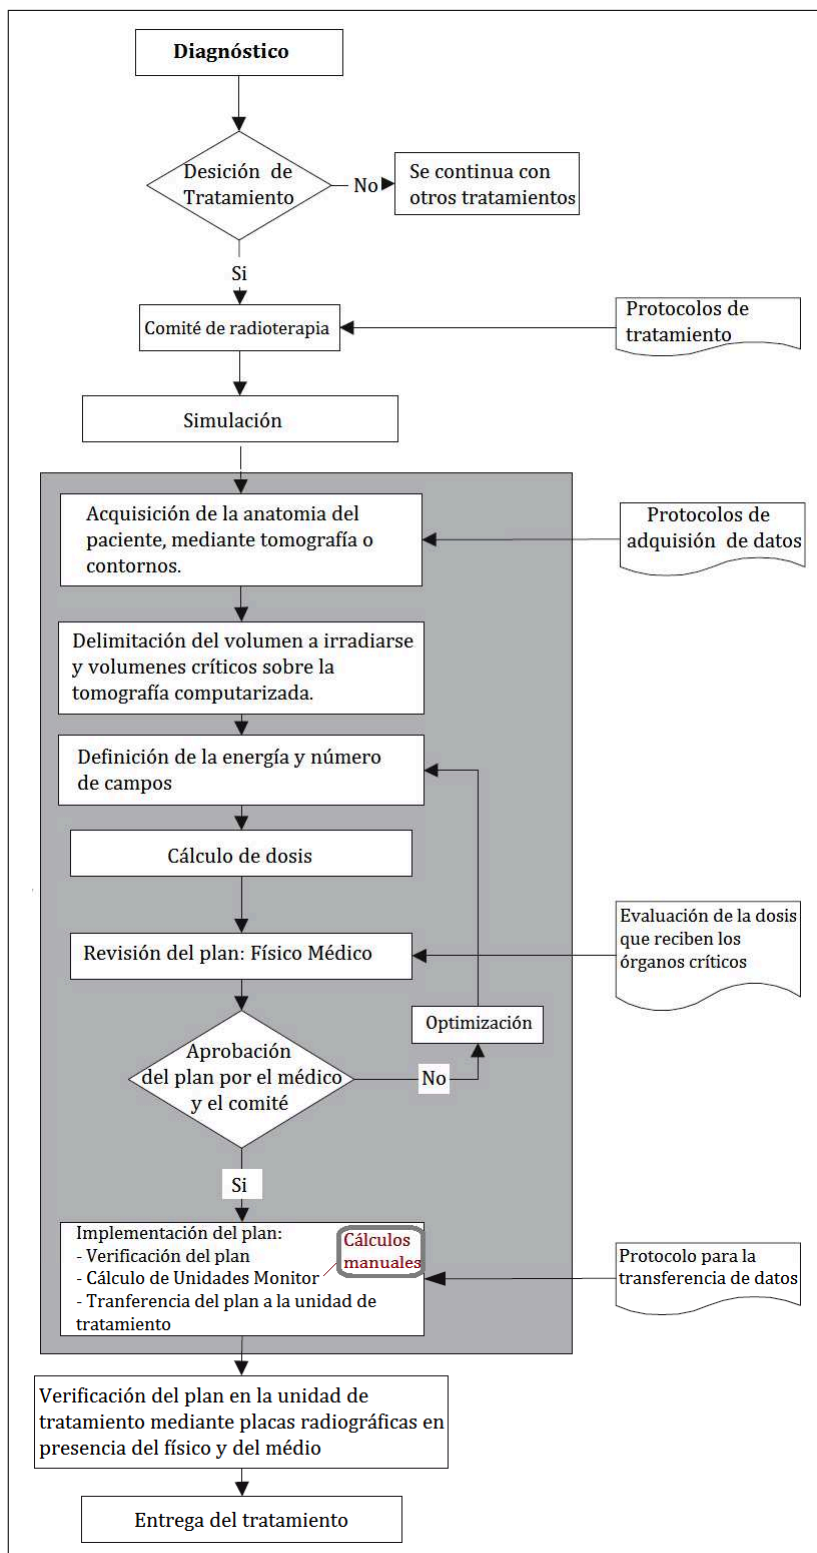 Diagnóstico
Desición de
Tratamiento
No
Se continua con
otros tratamientos
Si
Comité de radioterapia
Protocolos de
tratamiento
Simulación
Acquisición de la anatomia del
paciente, mediante tomografía o
contornos.
Protocolos de
adquisión de datos
Delimitación del volumen a irradiarse
y volumenes críticos sobre la
tomografía computarizada.
Definición de la energía y número
de campos
Cálculo de dosis
Revisión del plan: Físico Médico
Evaluación de la dosis
que reciben los
órganos críticos
Optimización
Aprobación
del plan por el médico
y el comité
No
Si
Implementación del plan:
- Verificación del plan
- Cálculo de Unidades Monitor
- Tranferencia del plan a la unidad de
tratamiento
Cálculos
manuales
Protocolo para la
transferencia de datos
Verificación del plan en la unidad de
tratamiento mediante placas radiográficas en
presencia del físico y del médio
Entrega del tratamiento